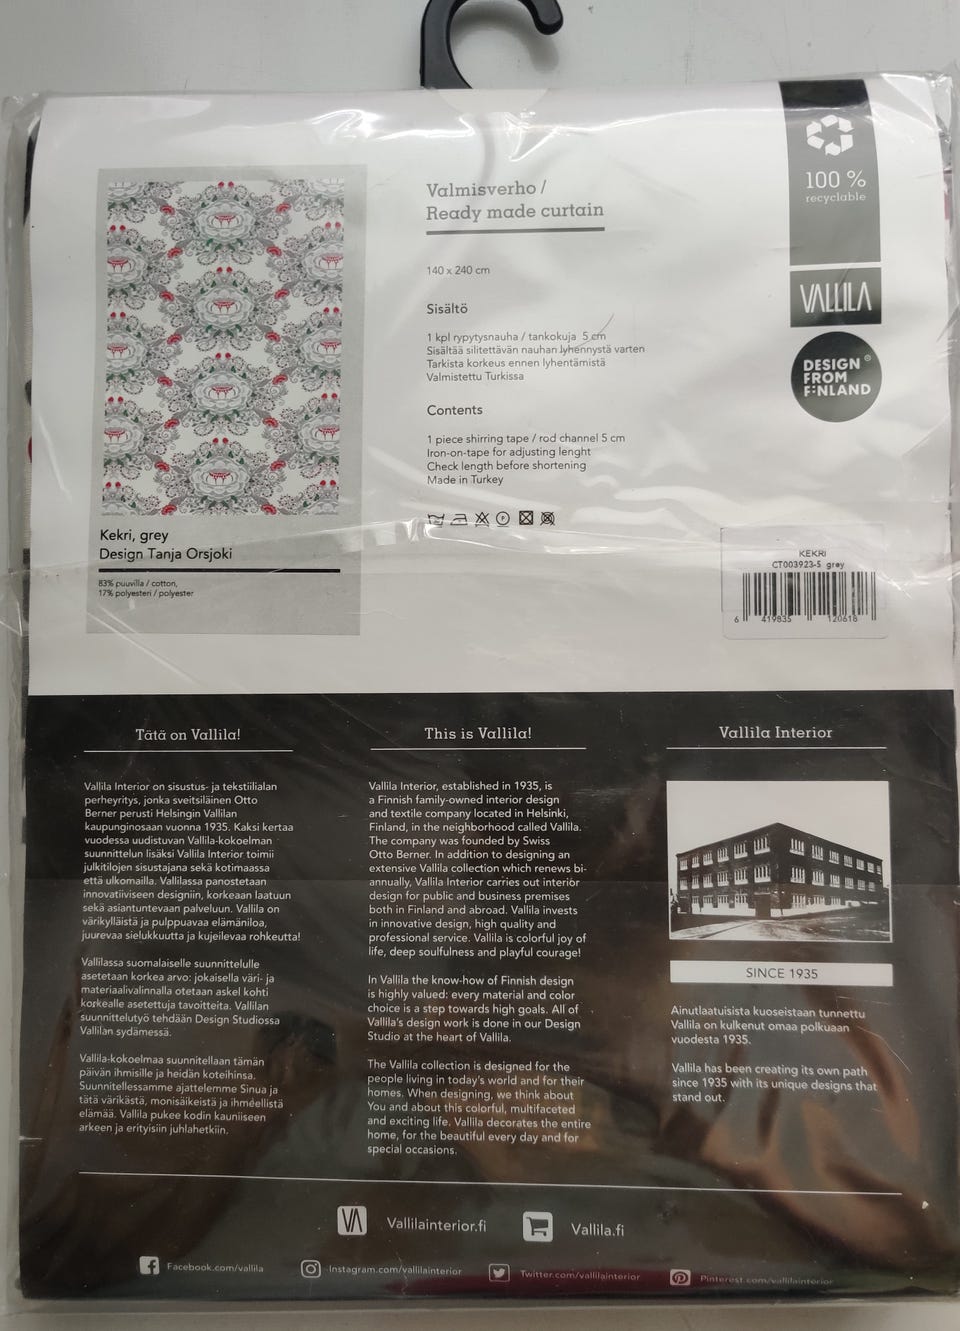 100 %
recyclable
VALLILA
DESIGN®
FROM
FINLAND
Valmisverho /
Ready made curtain
140 x 240 cm
Sisältö
1 kpl rypytysnauha / tankokuja 5 cm
Sisältää silitettävän nauhan lyhennystä varten
Tarkista korkeus ennen lyhentämistä
Valmistettu Turkissa
Contents
1 piece shirring tape / rod channel 5 cm
Iron-on-tape for adjusting lenght
Check length before shortening
Made in Turkey
Kekri, grey
Design Tanja Orsjoki
83% puuvilla / cotton,
17% polyesteri / polyester
KEKRI
CT003923-5 grey
6 419835 120618
Tätä on Vallila!
Vallila Interior on sisustus- ja tekstiilialan
perheyritys, jonka sveitsiläinen Otto
Berner perusti Helsingin Vallilan
kaupunginosaan vuonna 1935. Kaksi kertaa
vuodessa uudistuvan Vallila-kokoelman
suunnittelun lisäksi Vallila Interior toimii
julkitilojen sisustajana sekä kotimaassa
että ulkomailla. Vallilassa panostetaan
innovatiiviseen designiin, korkeaan laatuun
sekä asiantuntevaan palveluun. Vallila on
värikylläistä ja pulppuavaa elämäniloa,
juurevaa sielukkuutta ja kujeilevaa rohkeutta!
Vallilassa suomalaiselle suunnittelulle
asetetaan korkea arvo: jokaisella väri- ja
materiaalivalinnalla otetaan askel kohti
korkealle asetettuja tavoitteita. Vallilan
suunnittelutyö tehdään Design Studiossa
Vallilan sydämessä.
Vallila-kokoelmaa suunnitellaan tämän
päivän ihmisille ja heidän koteihinsa.
Suunnitellessamme ajattelemme Sinua ja
tätä värikästä, monisäikeistä ja ihmeellistä
elämää. Vallila pukee kodin kauniiseen
arkeen ja erityisiin juhlahetkiin.
This is Vallila!
Vallila Interior, established in 1935, is
a Finnish family-owned interior design
and textile company located in Helsinki,
Finland, in the neighborhood called Vallila.
The company was founded by Swiss
Otto Berner. In addition to designing an
extensive Vallila collection which renews bi-
annually, Vallila Interior carries out interior
design for public and business premises
both in Finland and abroad. Vallila invests
in innovative design, high quality and
professional service. Vallila is colorful joy of
life, deep soulfulness and playful courage!
In Vallila the know-how of Finnish design
is highly valued: every material and color
choice is a step towards high goals. All of
Vallila's design work is done in our Design
Studio at the heart of Vallila.
The Vallila collection is designed for the
people living in today's world and for their
homes. When designing, we think about
You and about this colorful, multifaceted
and exciting life. Vallila decorates the entire
home, for the beautiful every day and for
special occasions.
Vallila Interior
SINCE 1935
Ainutlaatuisista kuoseistaan tunnettu
Vallila on kulkenut omaa polkuaan
vuodesta 1935.
Vallila has been creating its own path
since 1935 with its unique designs that
stand out.
VA Vallilainterior.fi Vallila.fi
Facebook.com/vallila Instagram.com/vallilainterior Twitter.com/vallilainterior Pinterest.com/vallilainterior